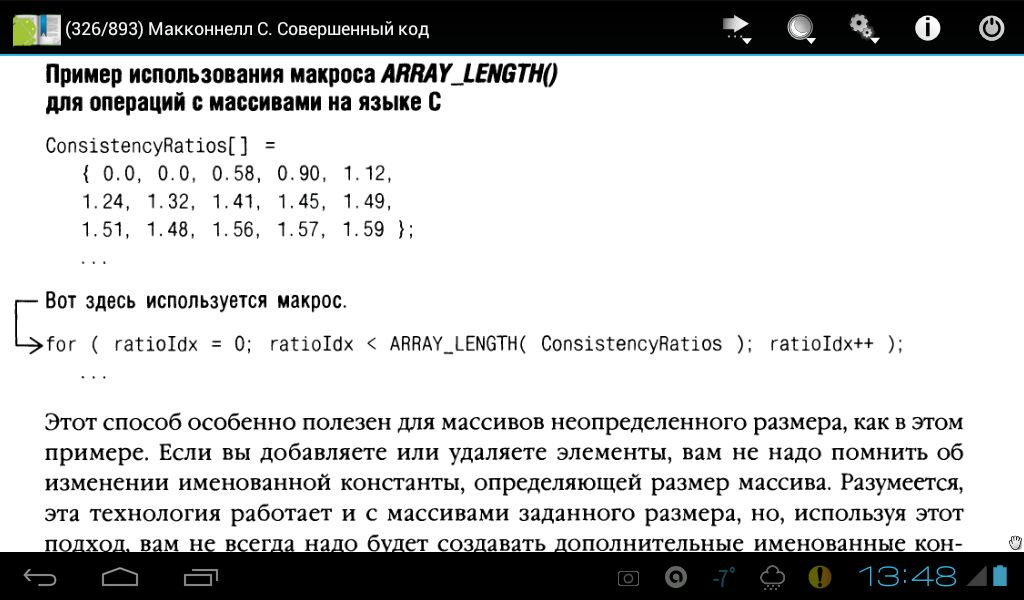 (326/893) Макконнелл С. Совершенный код
Пример использования макроса ARRAY_LENGTH()
для операций с массивами на языке C
ConsistencyRatios[] =
{ 0.0, 0.0, 0.58, 0.90, 1.12,
1.24, 1.32, 1.41, 1.45, 1.49,
1.51, 1.48, 1.56, 1.57, 1.59 };
...
Вот здесь используется макрос.
for ( ratioIdx = 0; ratioIdx < ARRAY_LENGTH( ConsistencyRatios ); ratioIdx++ );
...
Этот способ особенно полезен для массивов неопределенного размера, как в этом
примере. Если вы добавляете или удаляете элементы, вам не надо помнить об
изменении именованной константы, определяющей размер массива. Разумеется,
эта технология работает и с массивами заданного размера, но, используя этот
подход, вам не всегда надо будет создавать дополнительные именованные кон-
-7° 13:48